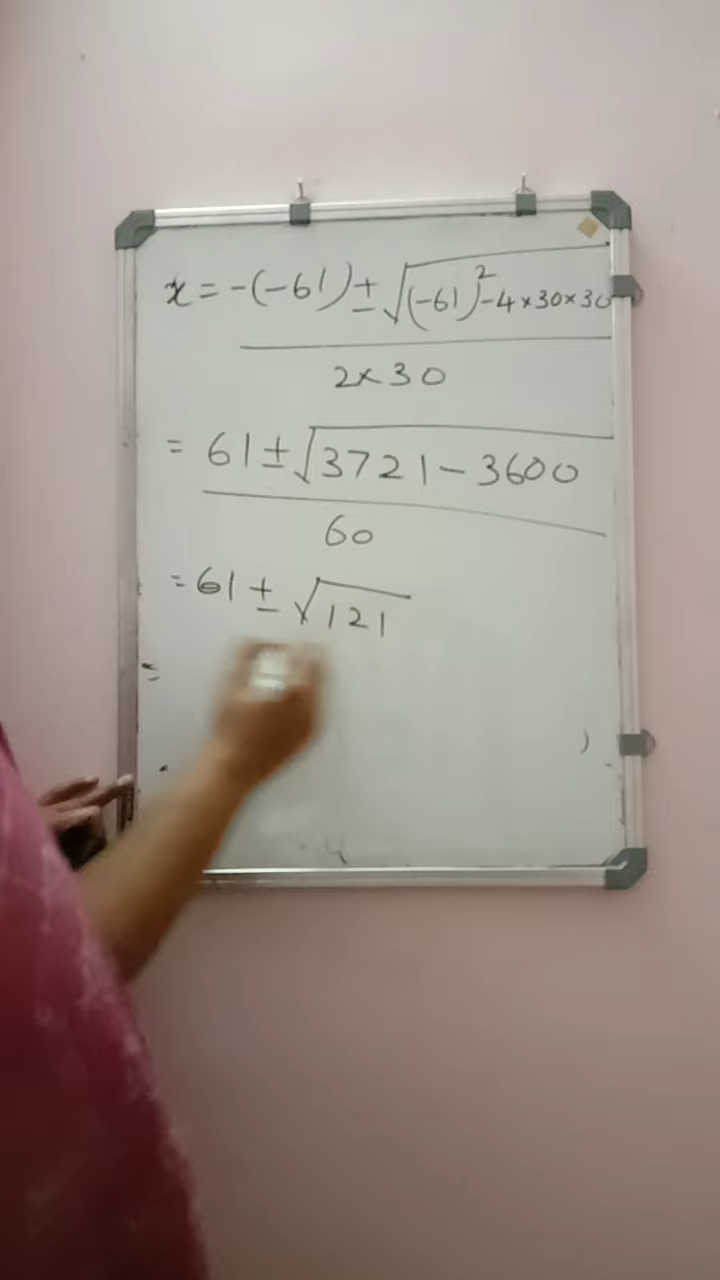 x = -(-61) ± √(-61)² - 4 × 30 × 30
2 × 30
= 61 ± √3721 - 3600
60
= 61 ± √121
=